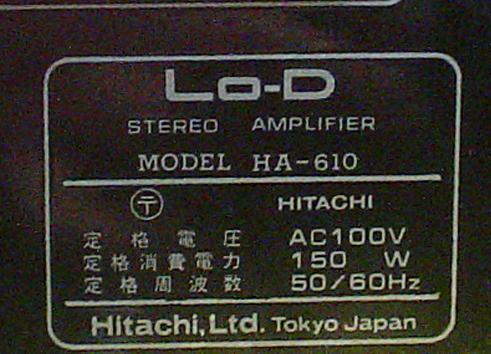 Lo-D
STEREO AMPLIFIER
MODEL HA-610
〒 HITACHI
定格電圧 AC100V
定格消費電力 150 W
定格周波数 50/60Hz
Hitachi, Ltd. Tokyo Japan